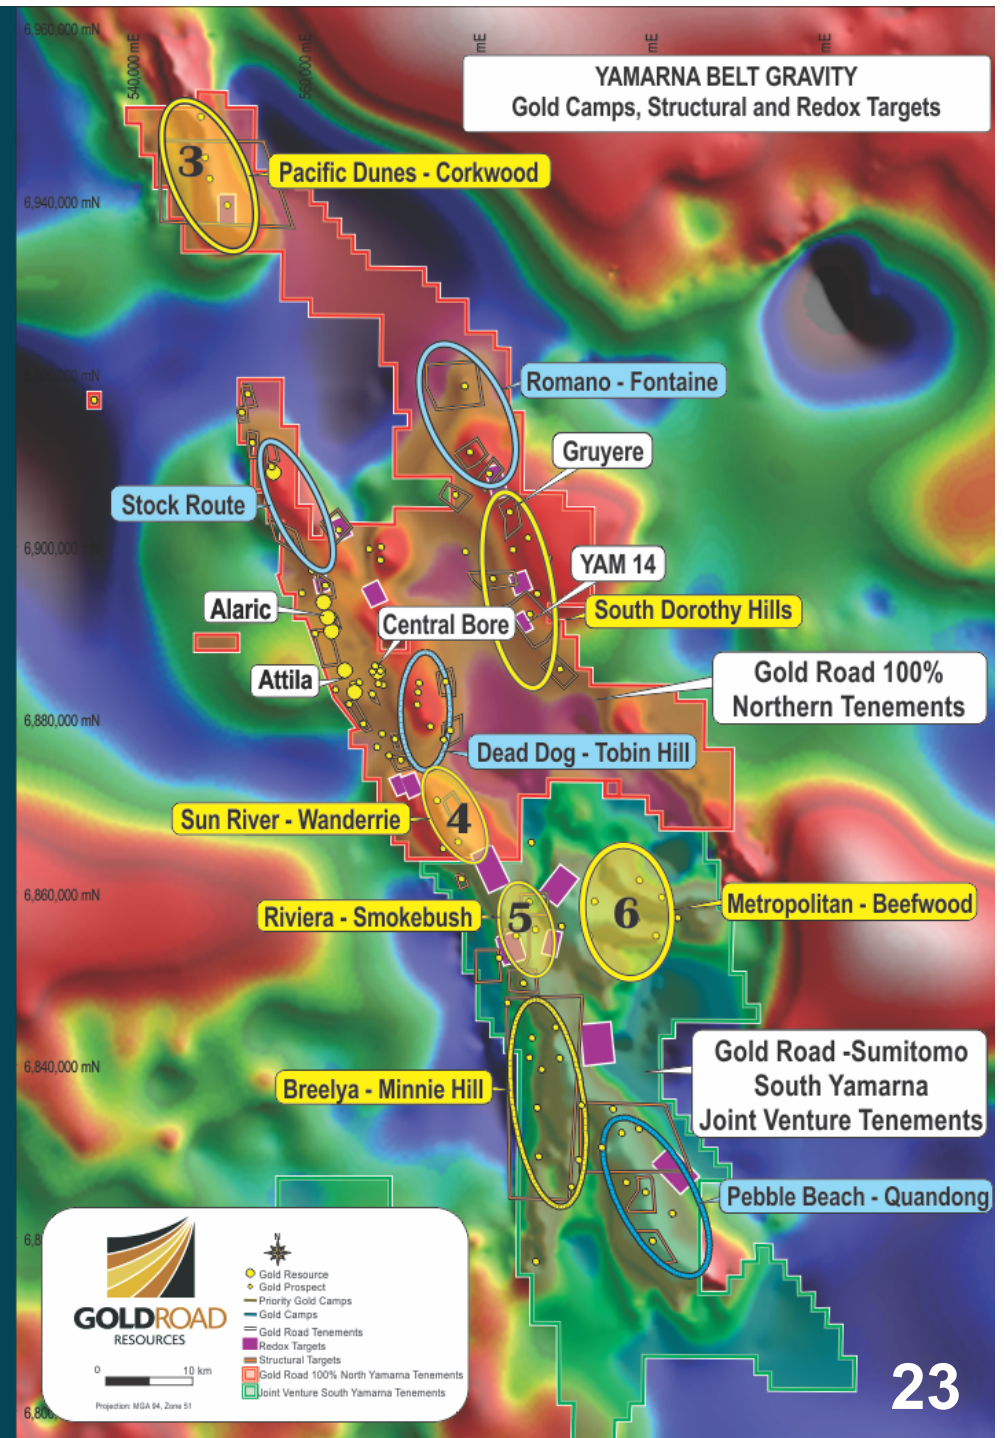 6,960,000 mN
540,000 mE
560,000 mE
mE
mE
mE
YAMARNA BELT GRAVITY
Gold Camps, Structural and Redox Targets
3
Pacific Dunes - Corkwood
6,940,000 mN
mN
Romano - Fontaine
Gruyere
Stock Route
6,900,000 mN
YAM 14
Alaric
Central Bore
South Dorothy Hills
Attila
Gold Road 100%
Northern Tenements
6,880,000 mN
Dead Dog - Tobin Hill
Sun River - Wanderrie
4
6,860,000 mN
Riviera - Smokebush
5
6
Metropolitan - Beefwood
6,840,000 mN
Gold Road -Sumitomo
South Yamarna
Joint Venture Tenements
Breelya - Minnie Hill
Pebble Beach - Quandong
6,8
N
GOLDROAD
RESOURCES
Gold Resource
Gold Prospect
Priority Gold Camps
Gold Camps
Gold Road Tenements
Redox Targets
Structural Targets
Gold Road 100% North Yamarna Tenements
Joint Venture South Yamarna Tenements
0 10 km
Projection: MGA 94, Zone 51
6,800,
23